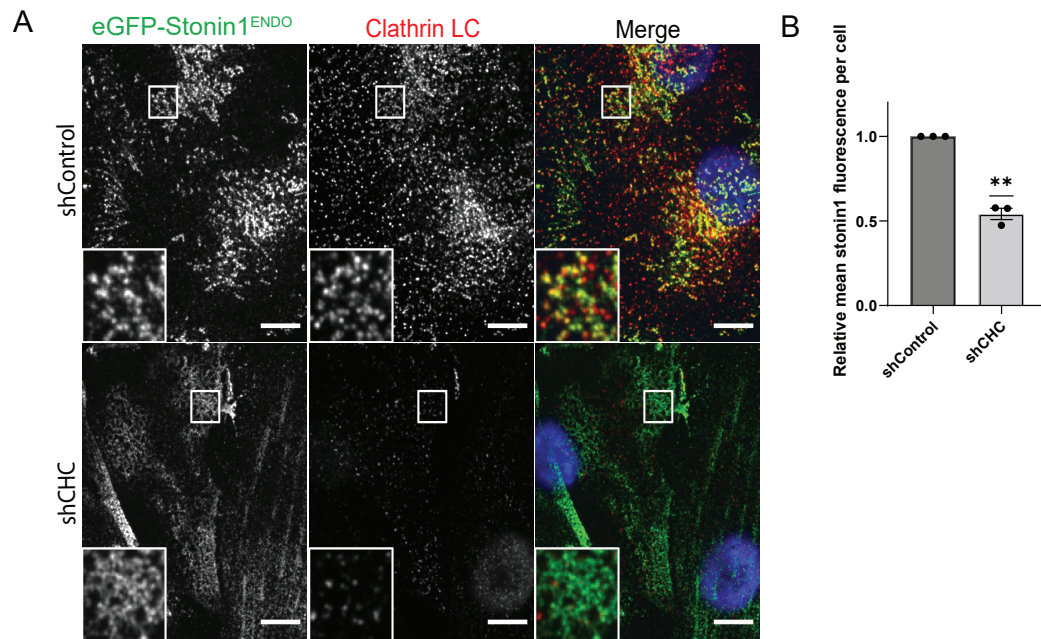 A
eGFP-Stonin1ENDO
Clathrin LC
Merge
shControl
shCHC
B
Relative mean stonin1 fluorescence per cell
1.0
0.5
0.0
**
shControl
shCHC